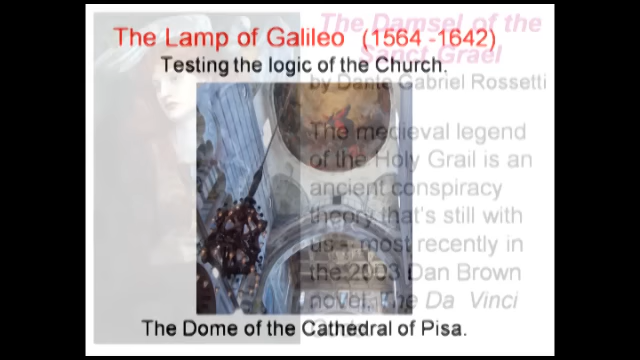 The Lamp of Galileo (1564 -1642)
Testing the logic of the Church.
The Dome of the Cathedral of Pisa.
The Damsel of the
Sanct Grael
by Dante Gabriel Rossetti
The medieval legend
of the Holy Grail is an
ancient conspiracy
theory that's still with
us - most recently in
the 2003 Dan Brown
novel, The Da Vinci